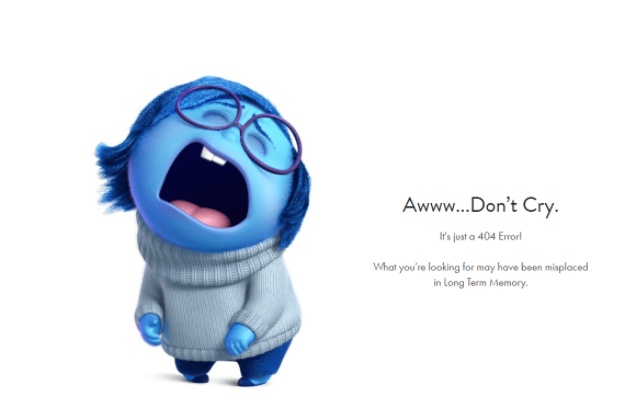 Awww...Don't Cry.
It's just a 404 Error!
What you're looking for may have been misplaced
in Long Term Memory.